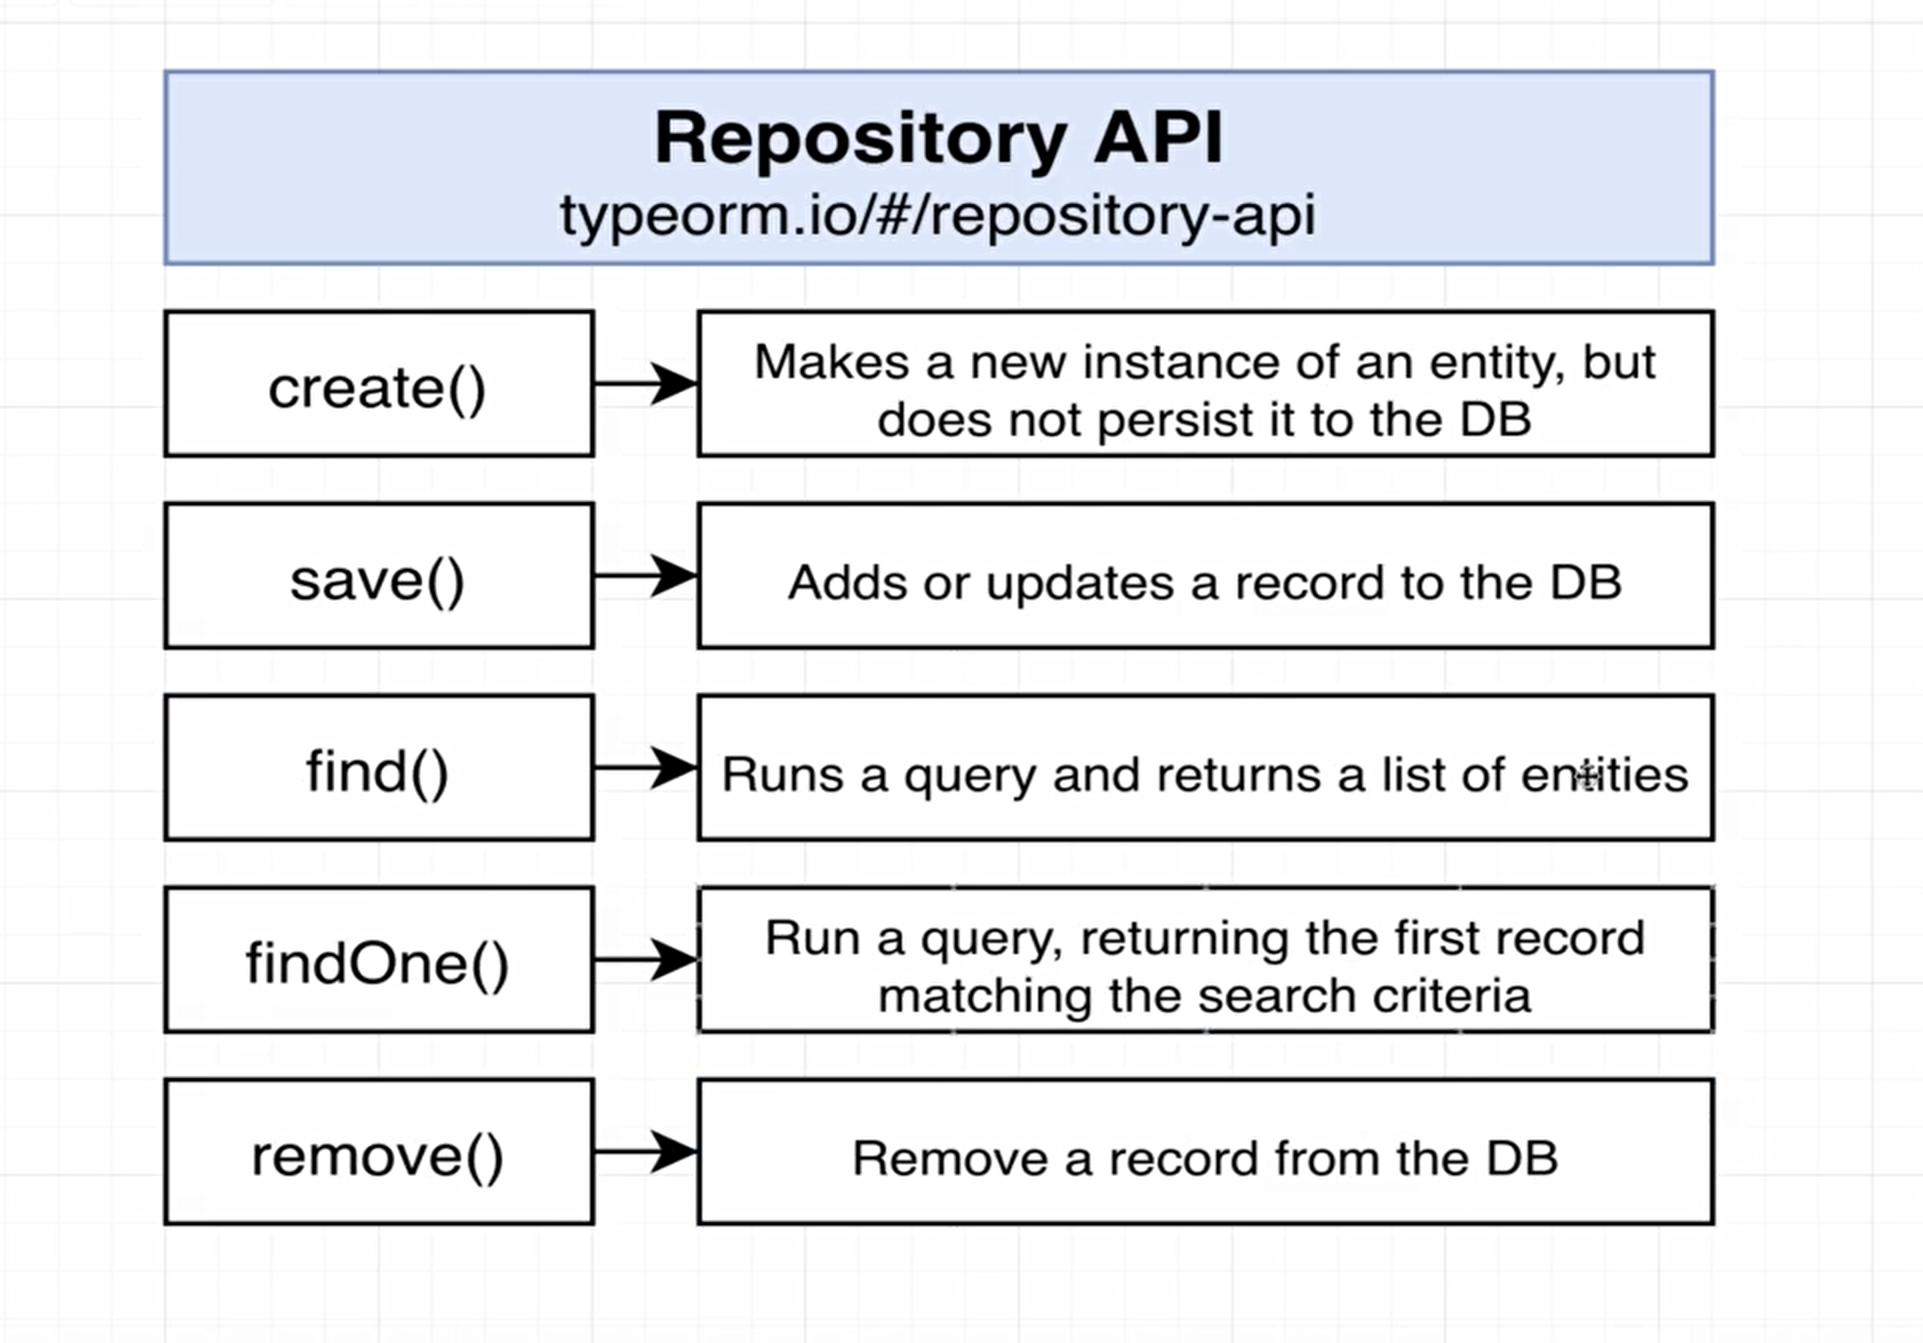 Repository API
typeorm.io/#/repository-api
create()
Makes a new instance of an entity, but
does not persist it to the DB
save()
Adds or updates a record to the DB
find()
Runs a query and returns a list of entities
findOne()
Run a query, returning the first record
matching the search criteria
remove()
Remove a record from the DB